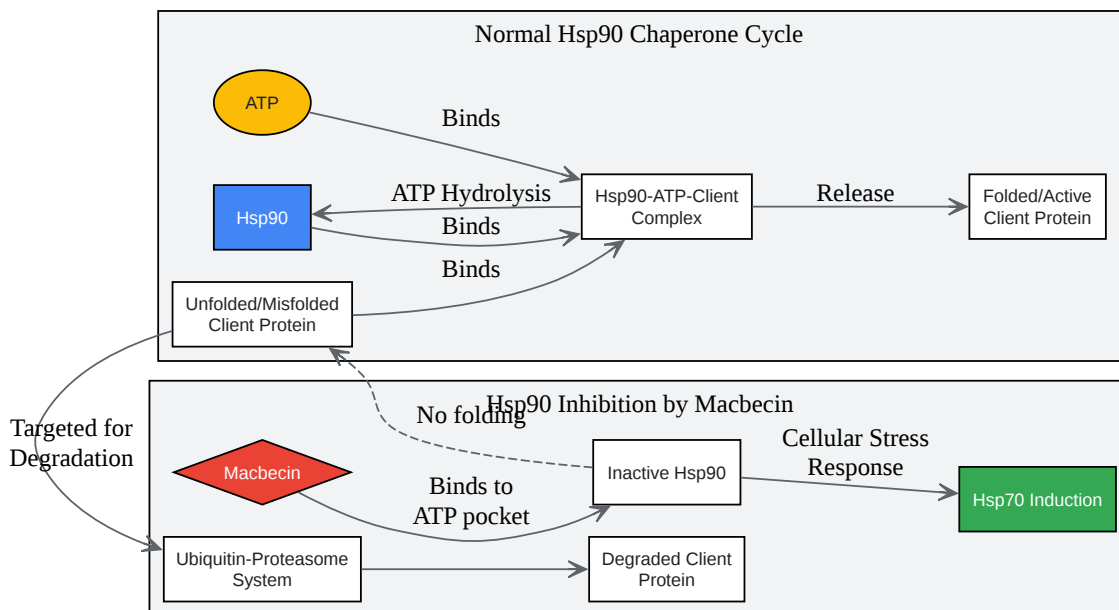 Normal Hsp90 Chaperone Cycle
ATP
Binds
ATP Hydrolysis
Hsp90
Binds
Hsp90-ATP-Client
Complex
Release
Folded/Active
Client Protein
Binds
Unfolded/Misfolded
Client Protein
Hsp90 Inhibition by Macbecin
No folding
Targeted for
Degradation
Macbecin
Binds to
ATP pocket
Inactive Hsp90
Cellular Stress
Response
Hsp70 Induction
Ubiquitin-Proteasome
System
Degraded Client
Protein